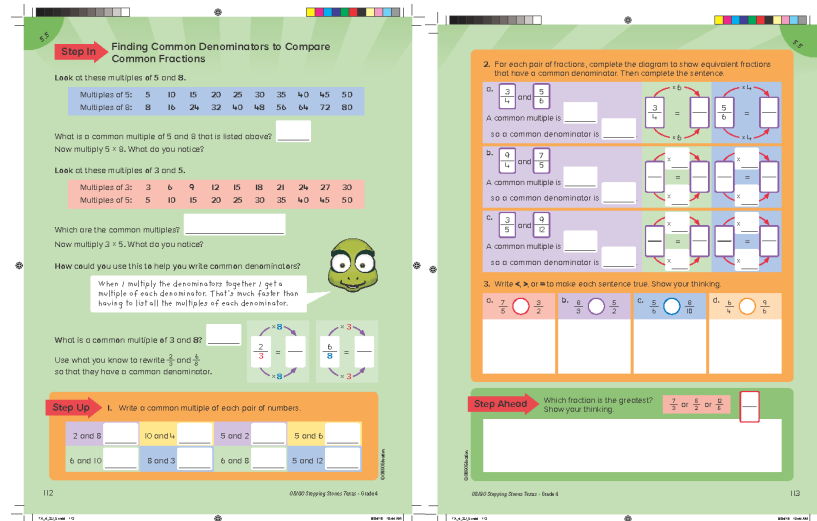 5.5
Step In
Finding Common Denominators to Compare
Common Fractions
Look at these multiples of 5 and 8.
Multiples of 5: 5 10 15 20 25 30 35 40 45 50
Multiples of 8: 8 16 24 32 40 48 56 64 72 80
What is a common multiple of 5 and 8 that is listed above?
Now multiply 5 × 8. What do you notice?
Look at these multiples of 3 and 5.
Multiples of 3: 3 6 9 12 15 18 21 24 27 30
Multiples of 5: 5 10 15 20 25 30 35 40 45 50
Which are the common multiples?
Now multiply 3 × 5. What do you notice?
How could you use this to help you write common denominators?
When I multiply the denominators together I get a
multiple of each denominator. That's much faster than
having to list all the multiples of each denominator.
What is a common multiple of 3 and 8?
Use what you know to rewrite 2/3 and 6/8
so that they have a common denominator.
×8
2/3 =
×8
×3
6/8 =
×3
Step Up
1. Write a common multiple of each pair of numbers.
2 and 8
10 and 4
5 and 2
5 and 6
6 and 10
8 and 3
6 and 8
5 and 12
112
ORIGO Stepping Stones Texas – Grade 4
5.5
2. For each pair of fractions, complete the diagram to show equivalent fractions
that have a common denominator. Then complete the sentence.
a.
3/4 and 5/6
A common multiple is
so a common denominator is
×6
3/4 =
×6
×4
5/6 =
×4
b.
9/4 and 7/5
A common multiple is
so a common denominator is
×
=
×
×
=
×
c.
3/5 and 9/12
A common multiple is
so a common denominator is
×
=
×
×
=
×
3. Write <, >, or = to make each sentence true. Show your thinking.
a. 7/5 3/2
b. 8/3 5/2
c. 5/6 8/10
d. 6/4 9/6
Step Ahead
Which fraction is the greatest?
Show your thinking.
7/3 or
or
ORIGO Stepping Stones Texas – Grade 4
113